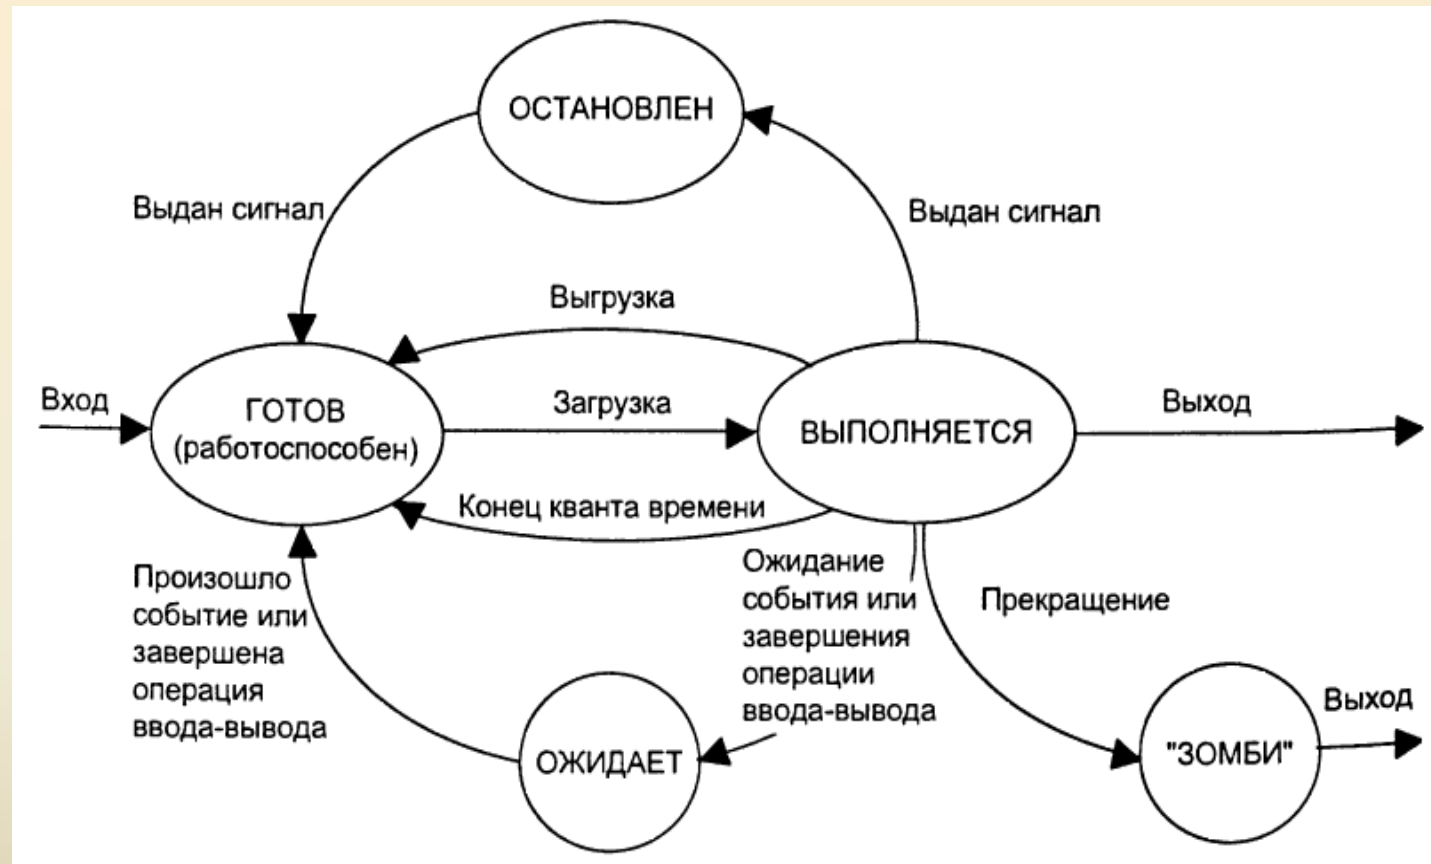 ОСТАНОВЛЕН
Выдан сигнал
Выдан сигнал
Выгрузка
Вход
ГОТОВ
(работоспособен)
Загрузка
ВЫПОЛНЯЕТСЯ
Выход
Конец кванта времени
Произошло
событие или
завершена
операция
ввода-вывода
Ожидание
события или
завершения
операции
ввода-вывода
Прекращение
ОЖИДАЕТ
"ЗОМБИ"
Выход